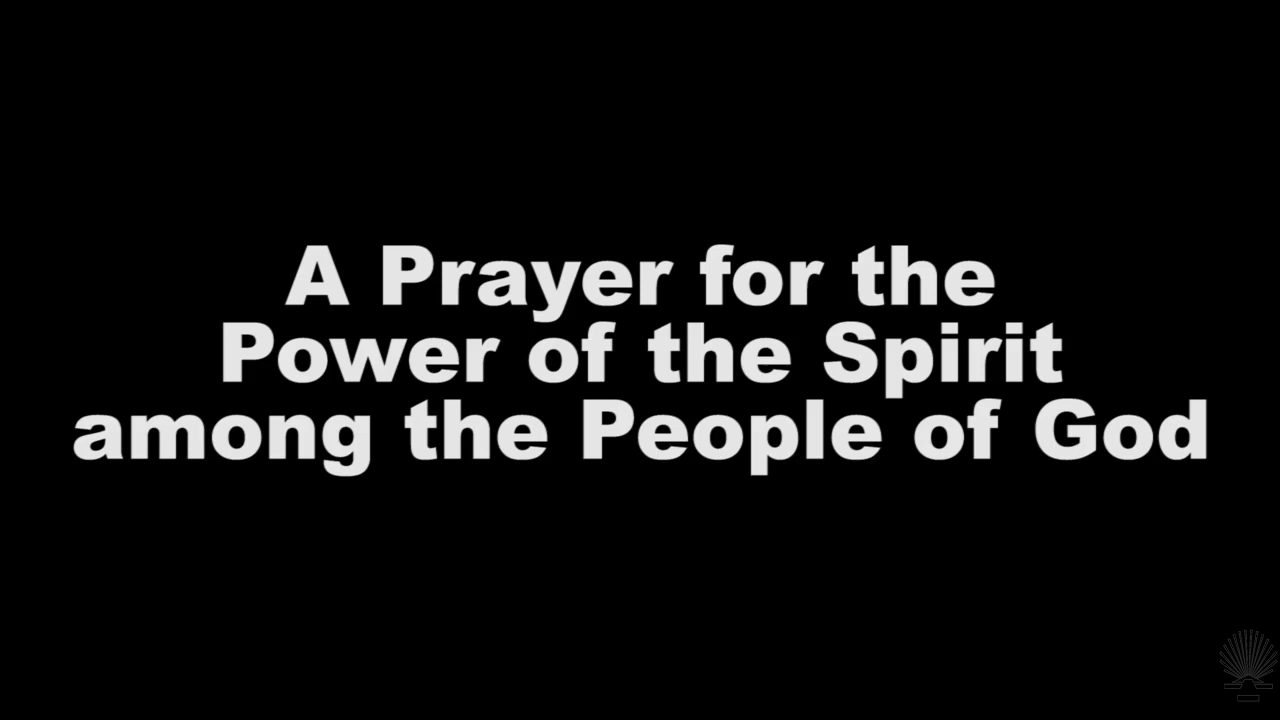 A Prayer for the
Power of the Spirit
among the People of God